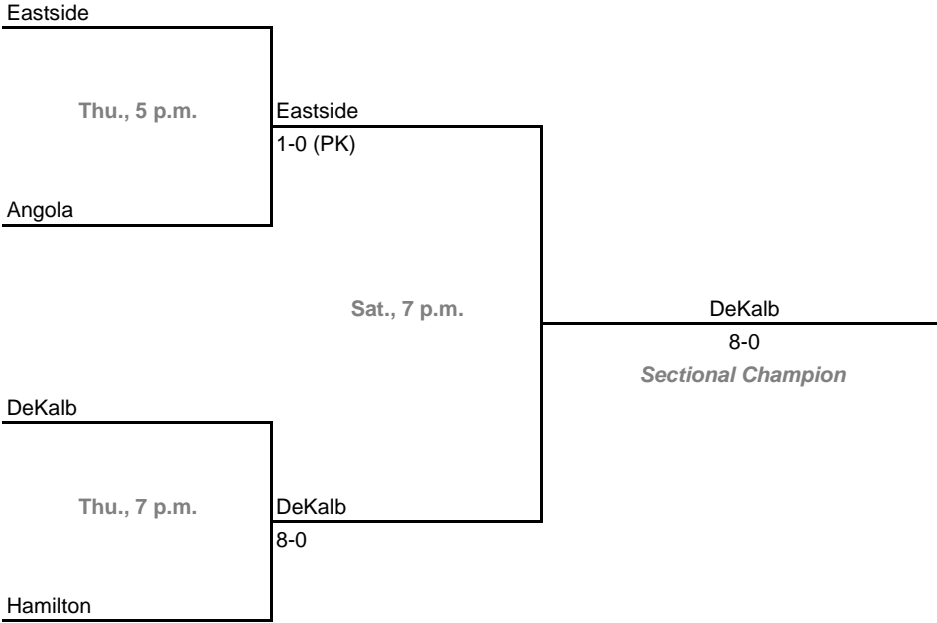 Eastside
Thu., 5 p.m.
Eastside
1-0 (PK)
Angola
Sat., 7 p.m.
DeKalb
8-0
Sectional Champion
DeKalb
Thu., 7 p.m.
DeKalb
8-0
Hamilton